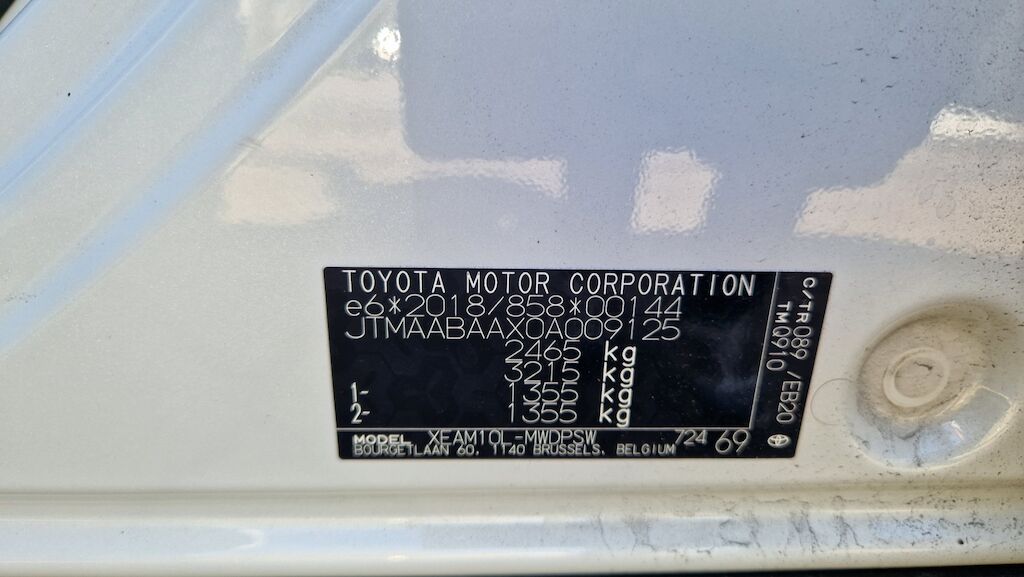 TOYOTA MOTOR CORPORATION
e6*2018/858*00144
JTMAABAAX0A009125
2465 kg
3215 kg
1- 1355 kg
2- 1355 kg
MODEL XEAM10L-MWDPSW 724 69
BOURGETLAAN 60, 1140 BRUSSELS, BELGIUM
C/TR089 /EB20
TMQ910